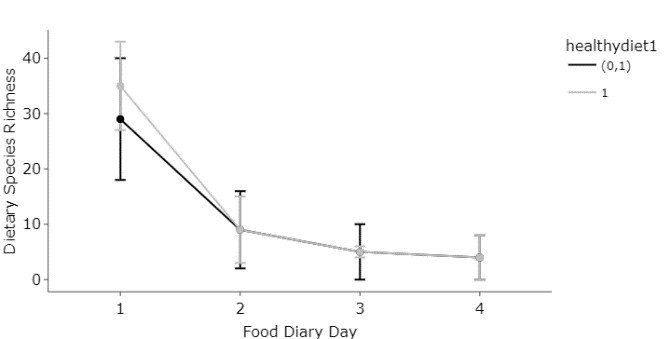 healthydiet1
(0,1)
1
Dietary Species Richness
40
30
20
10
0
1 2 3 4
Food Diary Day